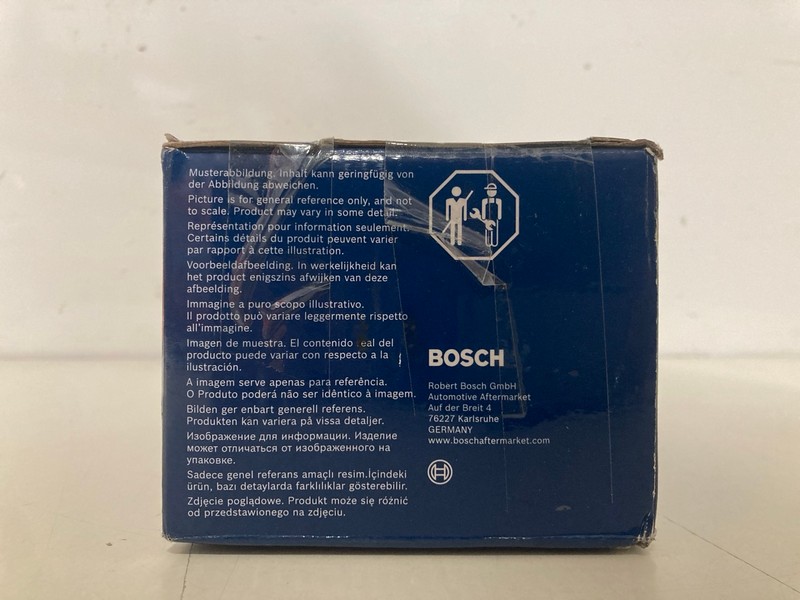 Musterabbildung. Inhalt kann geringfügig von
der Abbildung abweichen.
Picture is for general reference only, and not
to scale. Product may vary in some detail.
Représentation pour information seulement.
Certains détails du produit peuvent varier
par rapport à cette illustration.
Voorbeeldafbeelding. In werkelijkheid kan
het product enigszins afwijken van deze
afbeelding.
Immagine a puro scopo illustrativo.
Il prodotto può variare leggermente rispetto
all'immagine.
Imagen de muestra. El contenido eal del
producto puede variar con respecto a la
ilustración.
A imagem serve apenas para referência.
O Produto poderá não ser idêntico à imagem.
Bilden ger enbart generell referens.
Produkten kan variera på vissa detaljer.
Изображение для информации. Изделие
может отличаться от изображенного на
упаковке.
Sadece genel referans amaçlı resim.İçindeki
ürün, bazı detaylarda farklılıklar gösterebilir.
Zdjęcie poglądowe. Produkt może się różnić
od przedstawionego na zdjęciu.
BOSCH
Robert Bosch GmbH
Automotive Aftermarket
Auf der Breit 4
76227 Karlsruhe
GERMANY
www.boschaftermarket.com